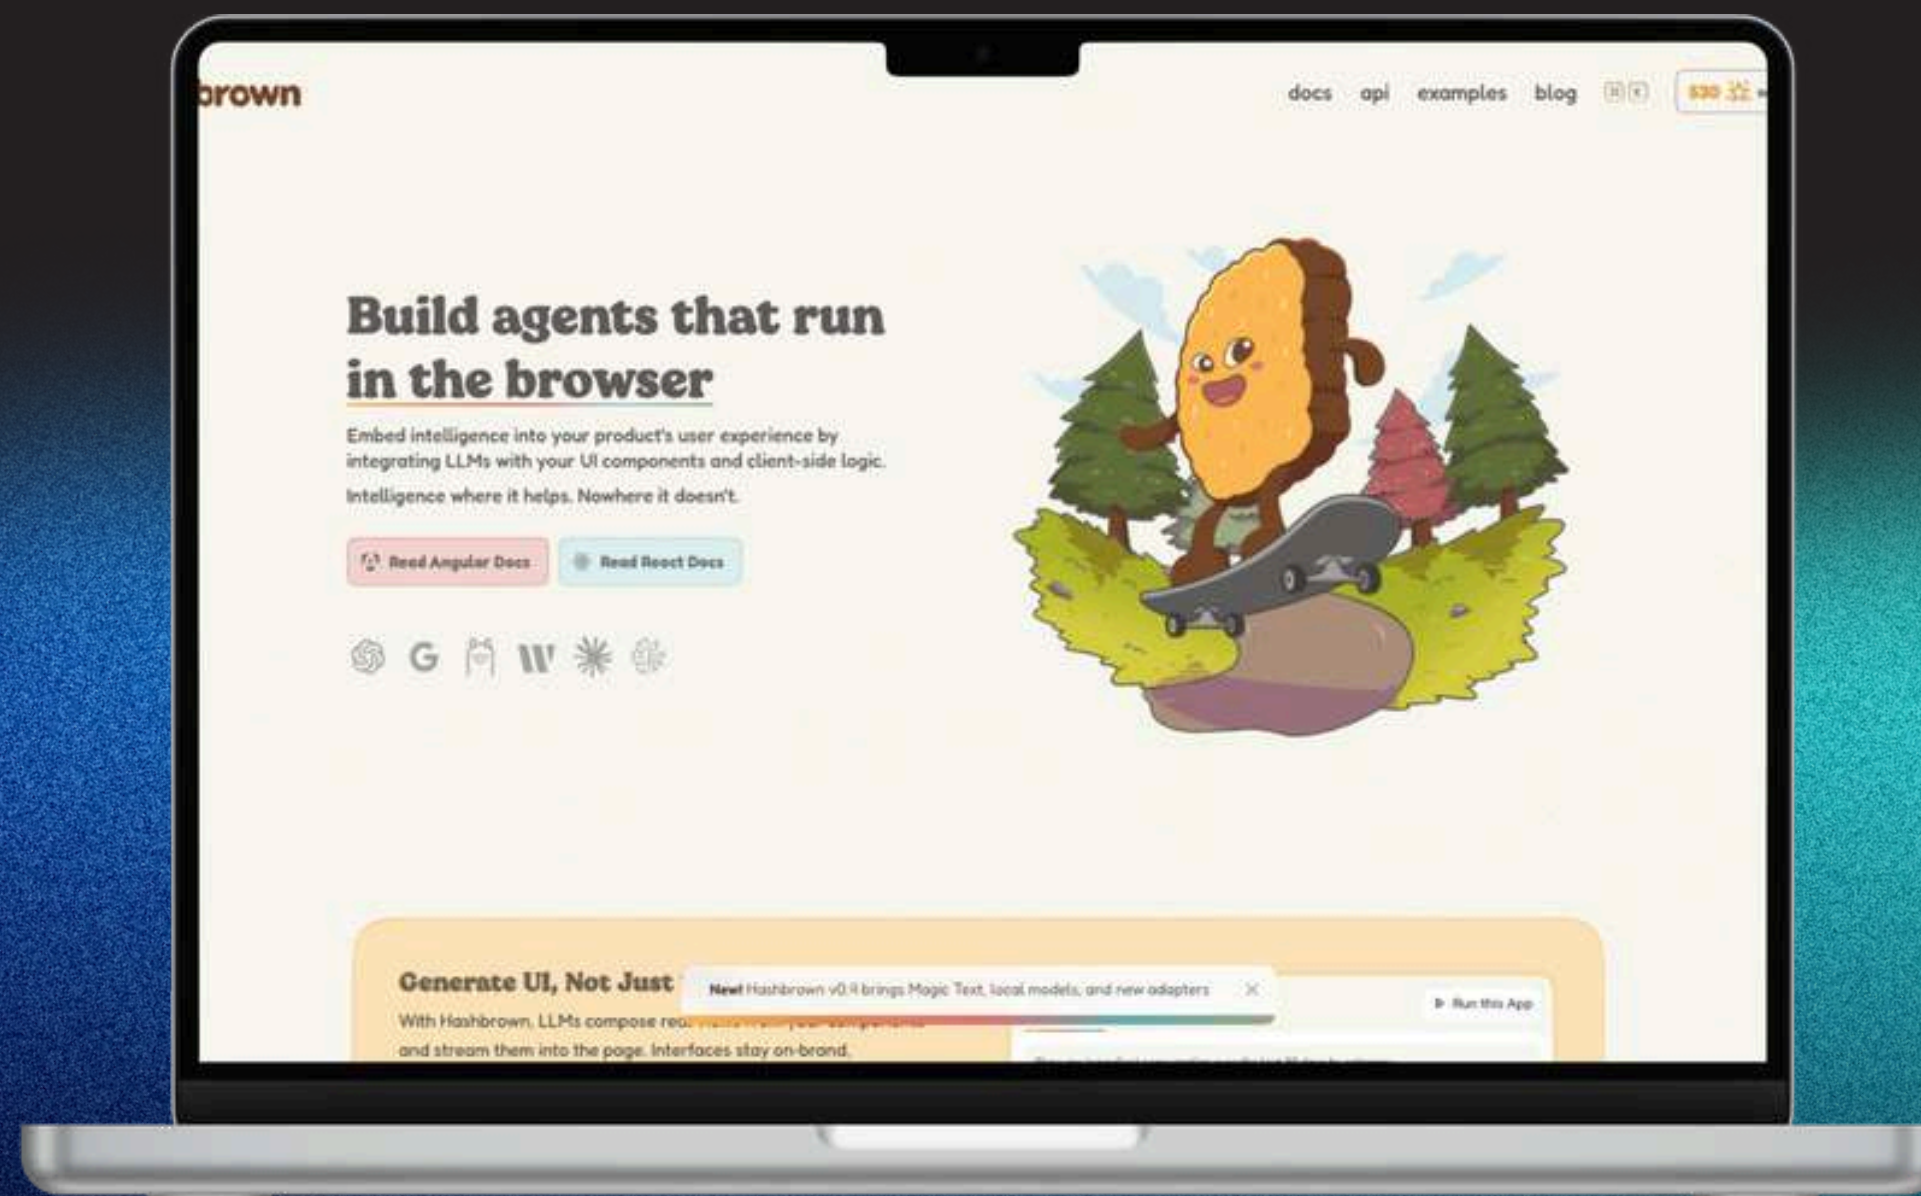 brown
docs api examples blog
Build agents that run
in the browser
Embed intelligence into your product's user experience by
integrating LLMs with your UI components and client-side logic.
Intelligence where it helps. Nowhere it doesn't.
Read Angular Docs Read React Docs
Generate UI, Not Just
New! Hashbrown v0.4 brings Magic Text, local models, and new adapters
Run this App
With Hashbrown, LLMs compose
and stream them into the page. Interfaces stay on-brand,